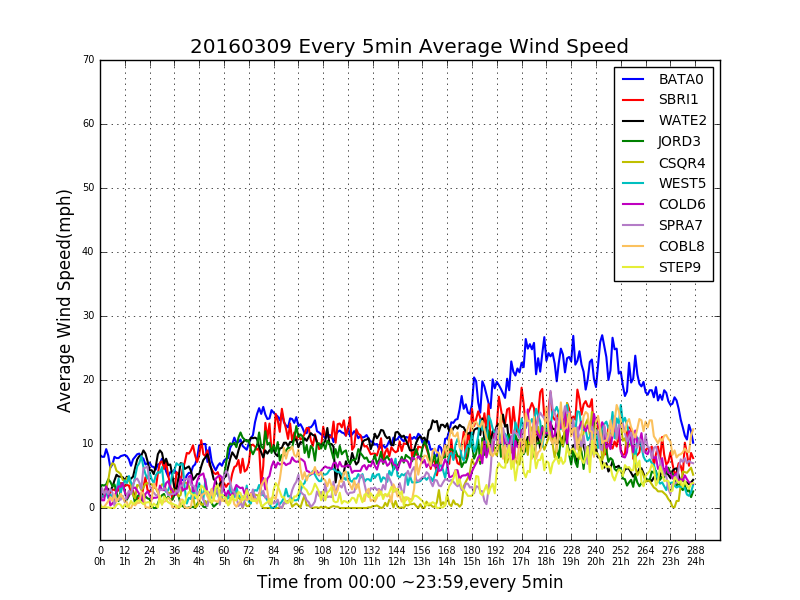 20160309 Every 5min Average Wind Speed
70
60
50
40
30
20
10
0
Average Wind Speed(mph)
BATA0
SBRI1
WATE2
JORD3
CSQR4
WEST5
COLD6
SPRA7
COBL8
STEP9
0 12 24 36 48 60 72 84 96 108 120 132 144 156 168 180 192 204 216 228 240 252 264 276 288
0h 1h 2h 3h 4h 5h 6h 7h 8h 9h 10h 11h 12h 13h 14h 15h 16h 17h 18h 19h 20h 21h 22h 23h 24h
Time from 00:00 ~23:59,every 5min